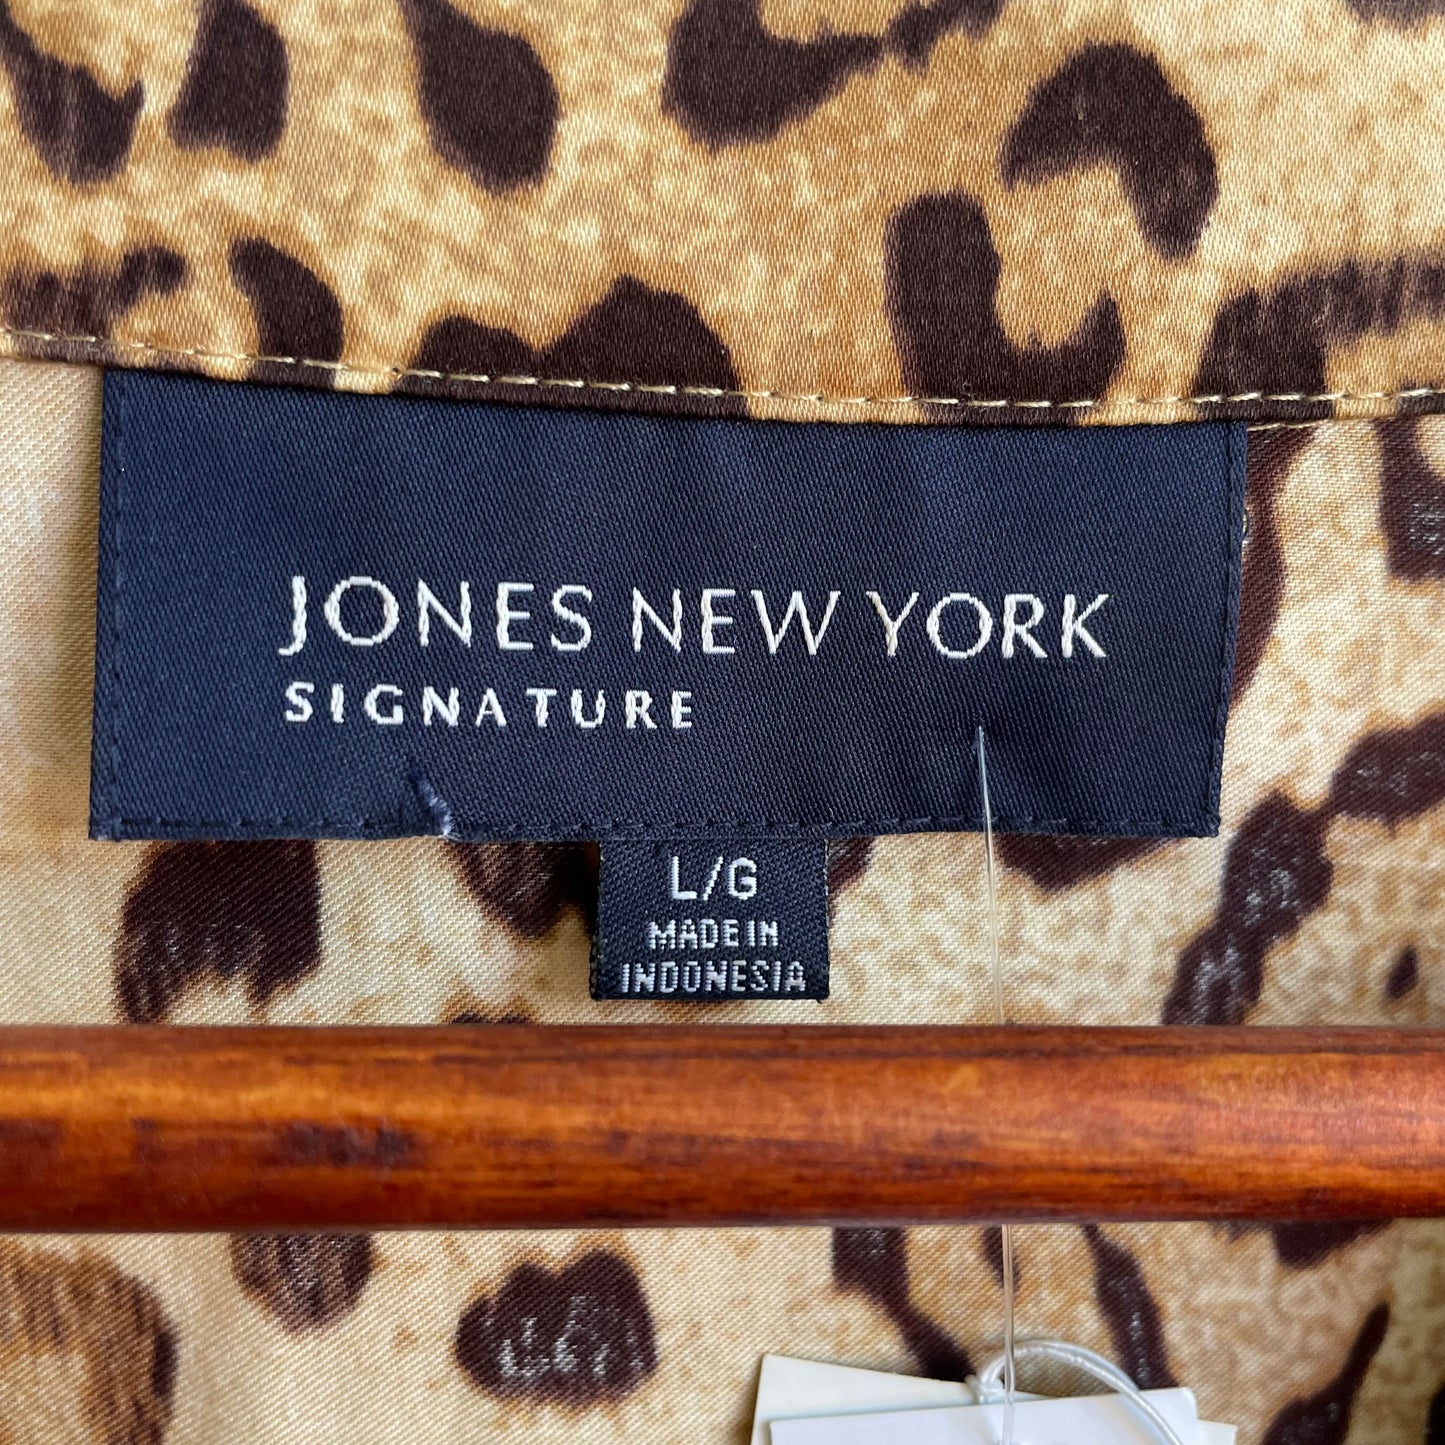 JONES NEW YORK
SIGNATURE
L/G
MADE IN
INDONESIA